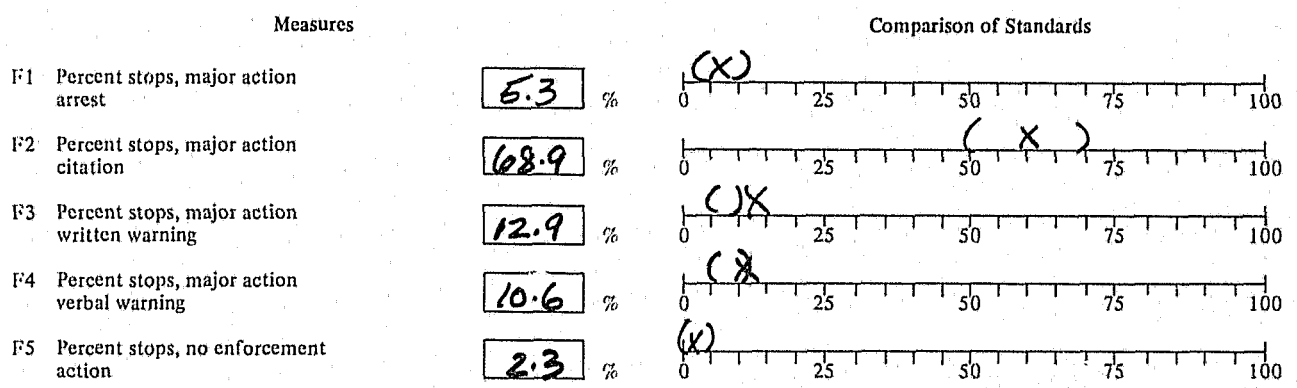 Measures Comparison of Standards
F1 Percent stops, major action
arrest
5.3 %
(X)
0 25 50 75 100
F2 Percent stops, major action
citation
68.9 %
( X )
0 25 50 75 100
F3 Percent stops, major action
written warning
12.9 %
( )X
0 25 50 75 100
F4 Percent stops, major action
verbal warning
10.6 %
( X)
0 25 50 75 100
F5 Percent stops, no enforcement
action
2.3 %
(X)
0 25 50 75 100